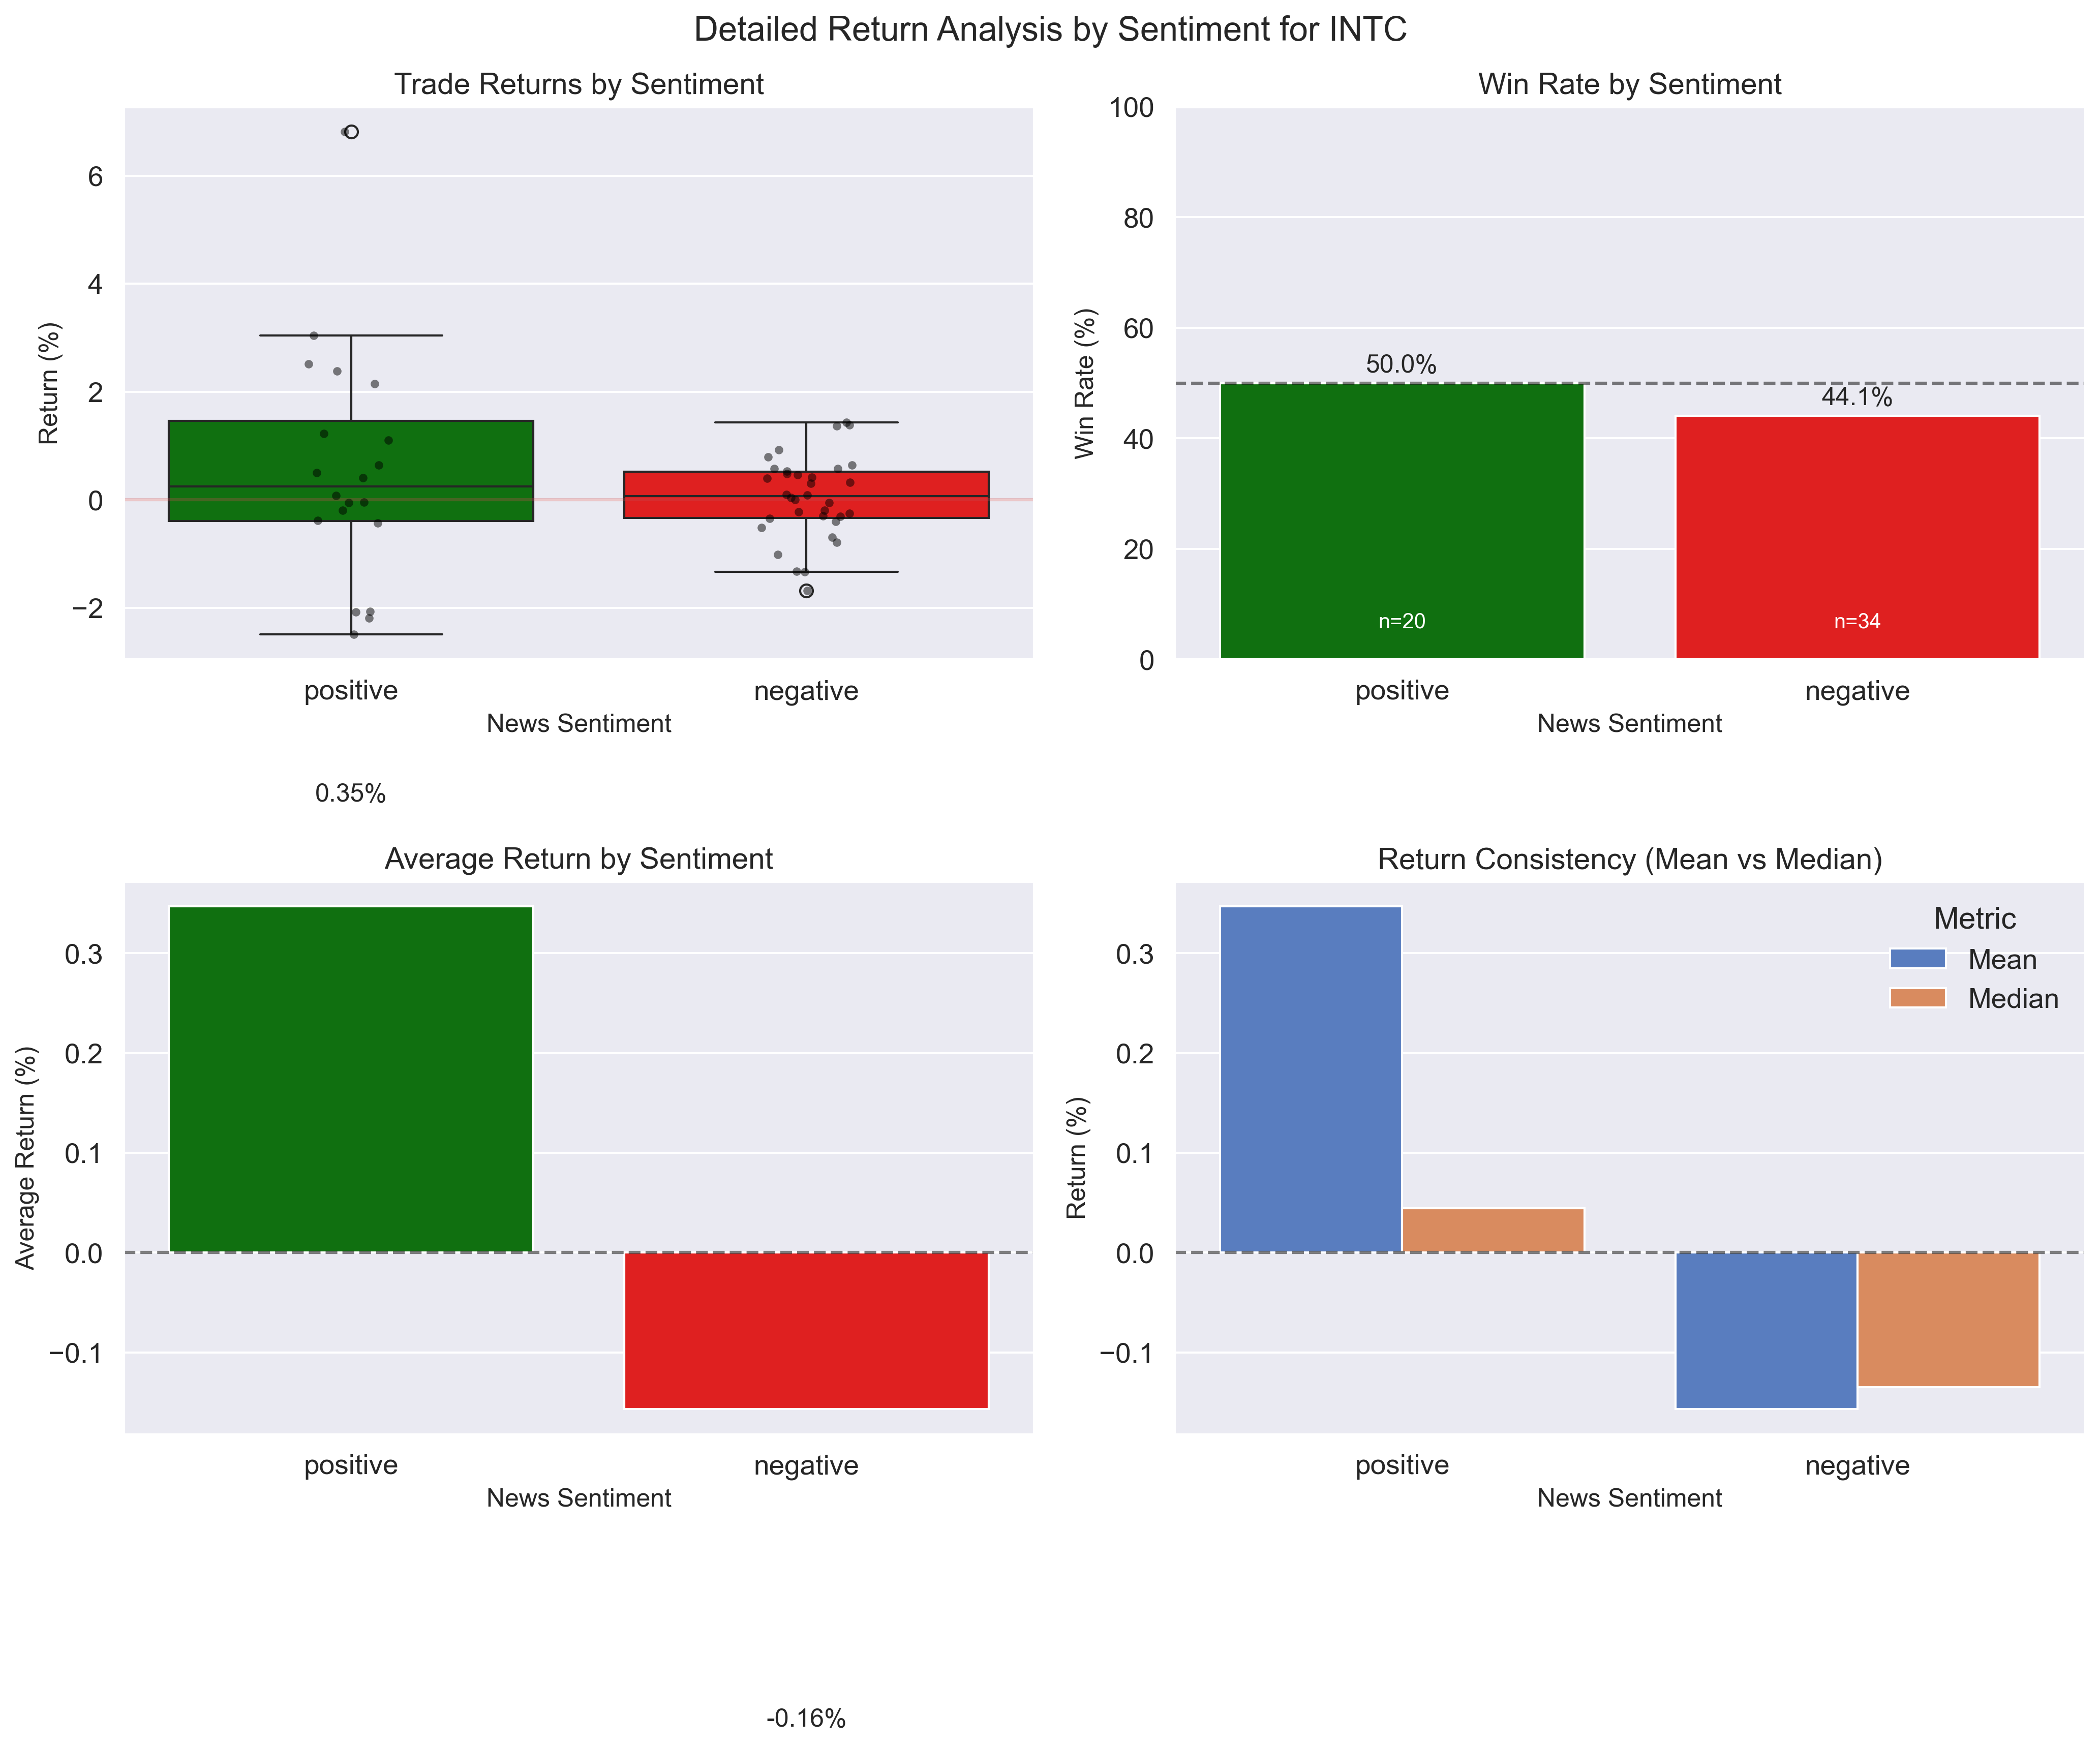 Detailed Return Analysis by Sentiment for INTC
Trade Returns by Sentiment
Return (%)
6
4
2
0
−2
positive
negative
News Sentiment
Win Rate by Sentiment
Win Rate (%)
100
80
60
40
20
0
50.0%
44.1%
n=20
n=34
positive
negative
News Sentiment
0.35%
Average Return by Sentiment
Average Return (%)
0.3
0.2
0.1
0.0
−0.1
positive
negative
News Sentiment
-0.16%
Return Consistency (Mean vs Median)
Return (%)
0.3
0.2
0.1
0.0
−0.1
Metric
Mean
Median
positive
negative
News Sentiment